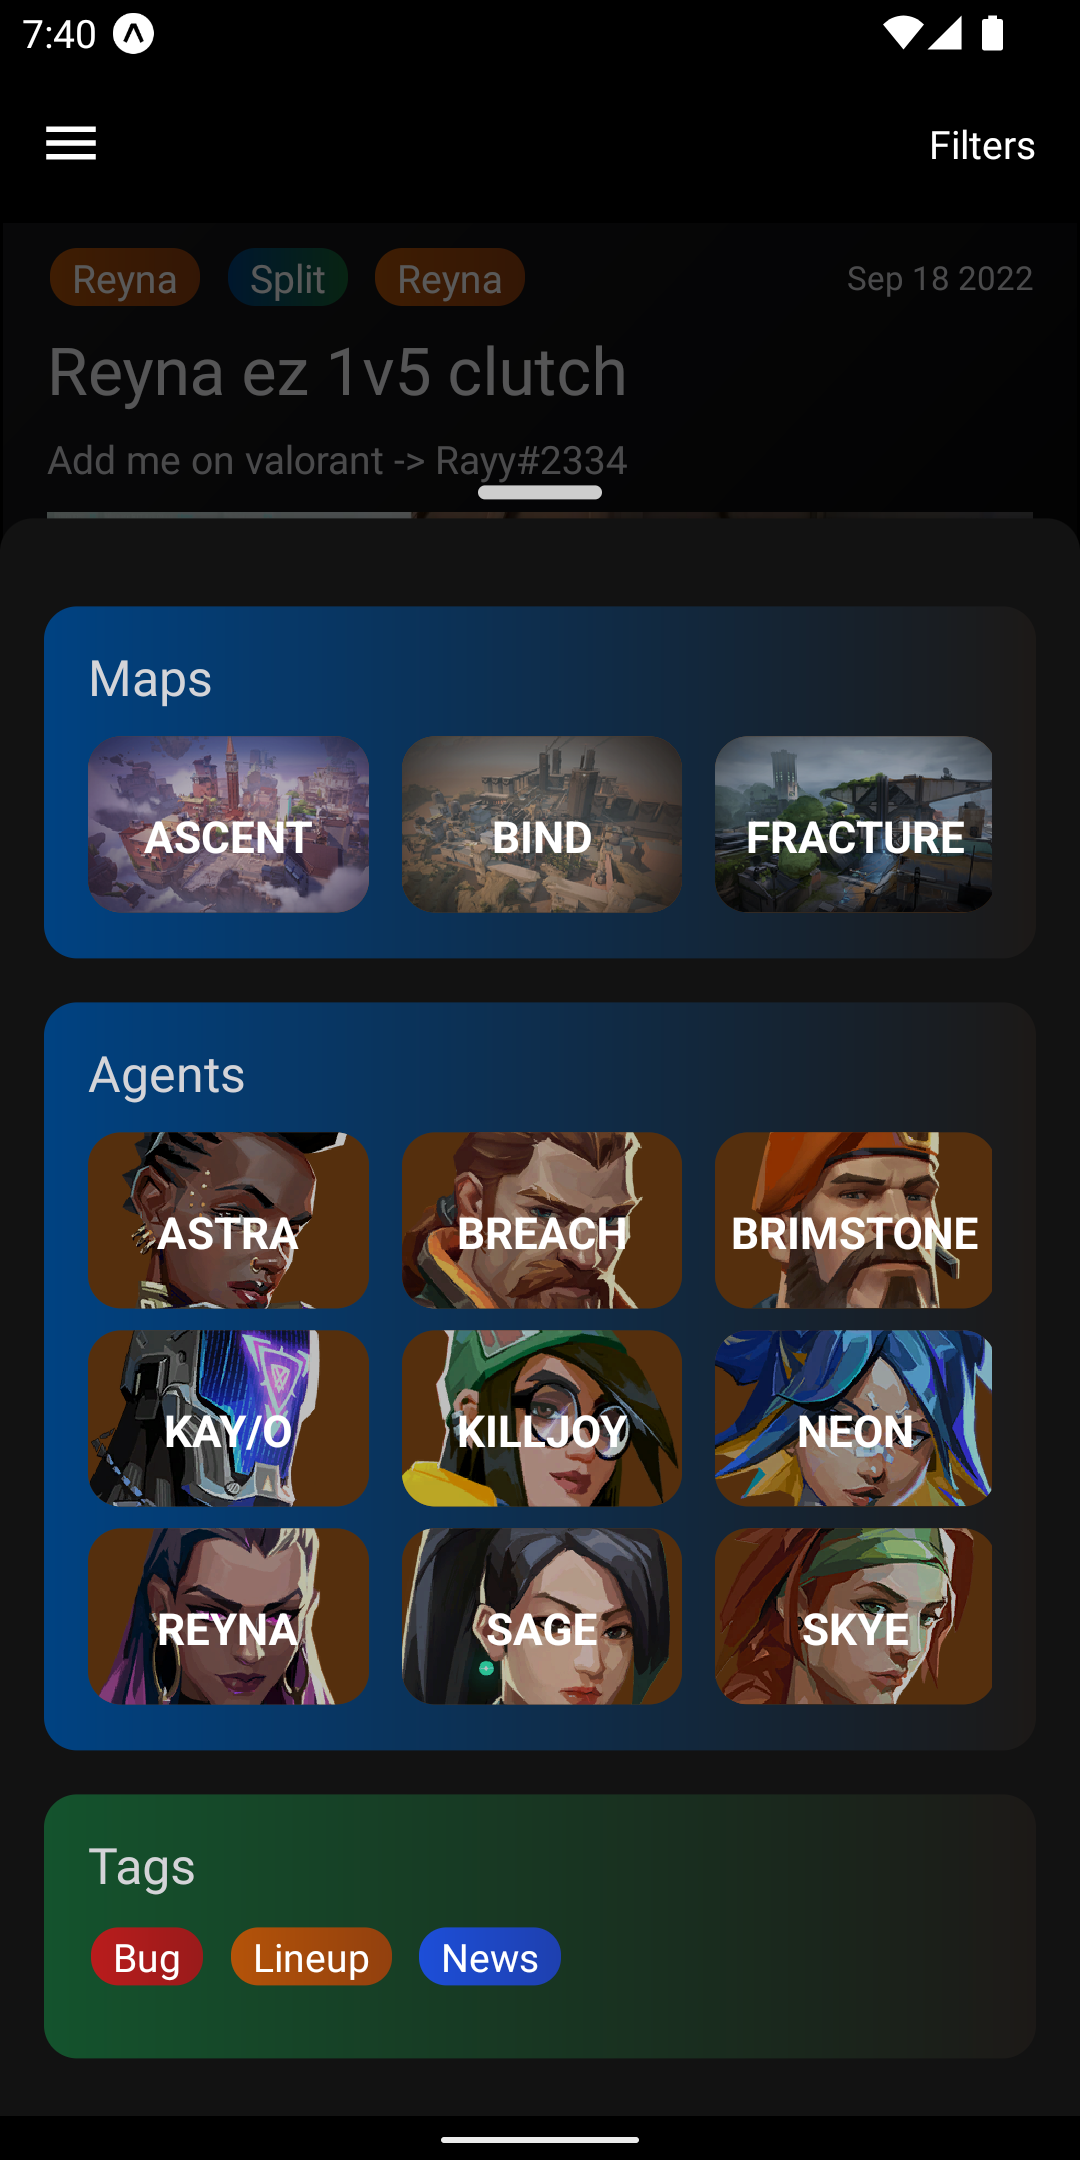 7:40
Filters
Reyna Split Reyna Sep 18 2022
Reyna ez 1v5 clutch
Add me on valorant -> Rayy#2334
Maps
ASCENT BIND FRACTURE
Agents
ASTRA BREACH BRIMSTONE
KAY/O KILLJOY NEON
REYNA SAGE SKYE
Tags
Bug Lineup News